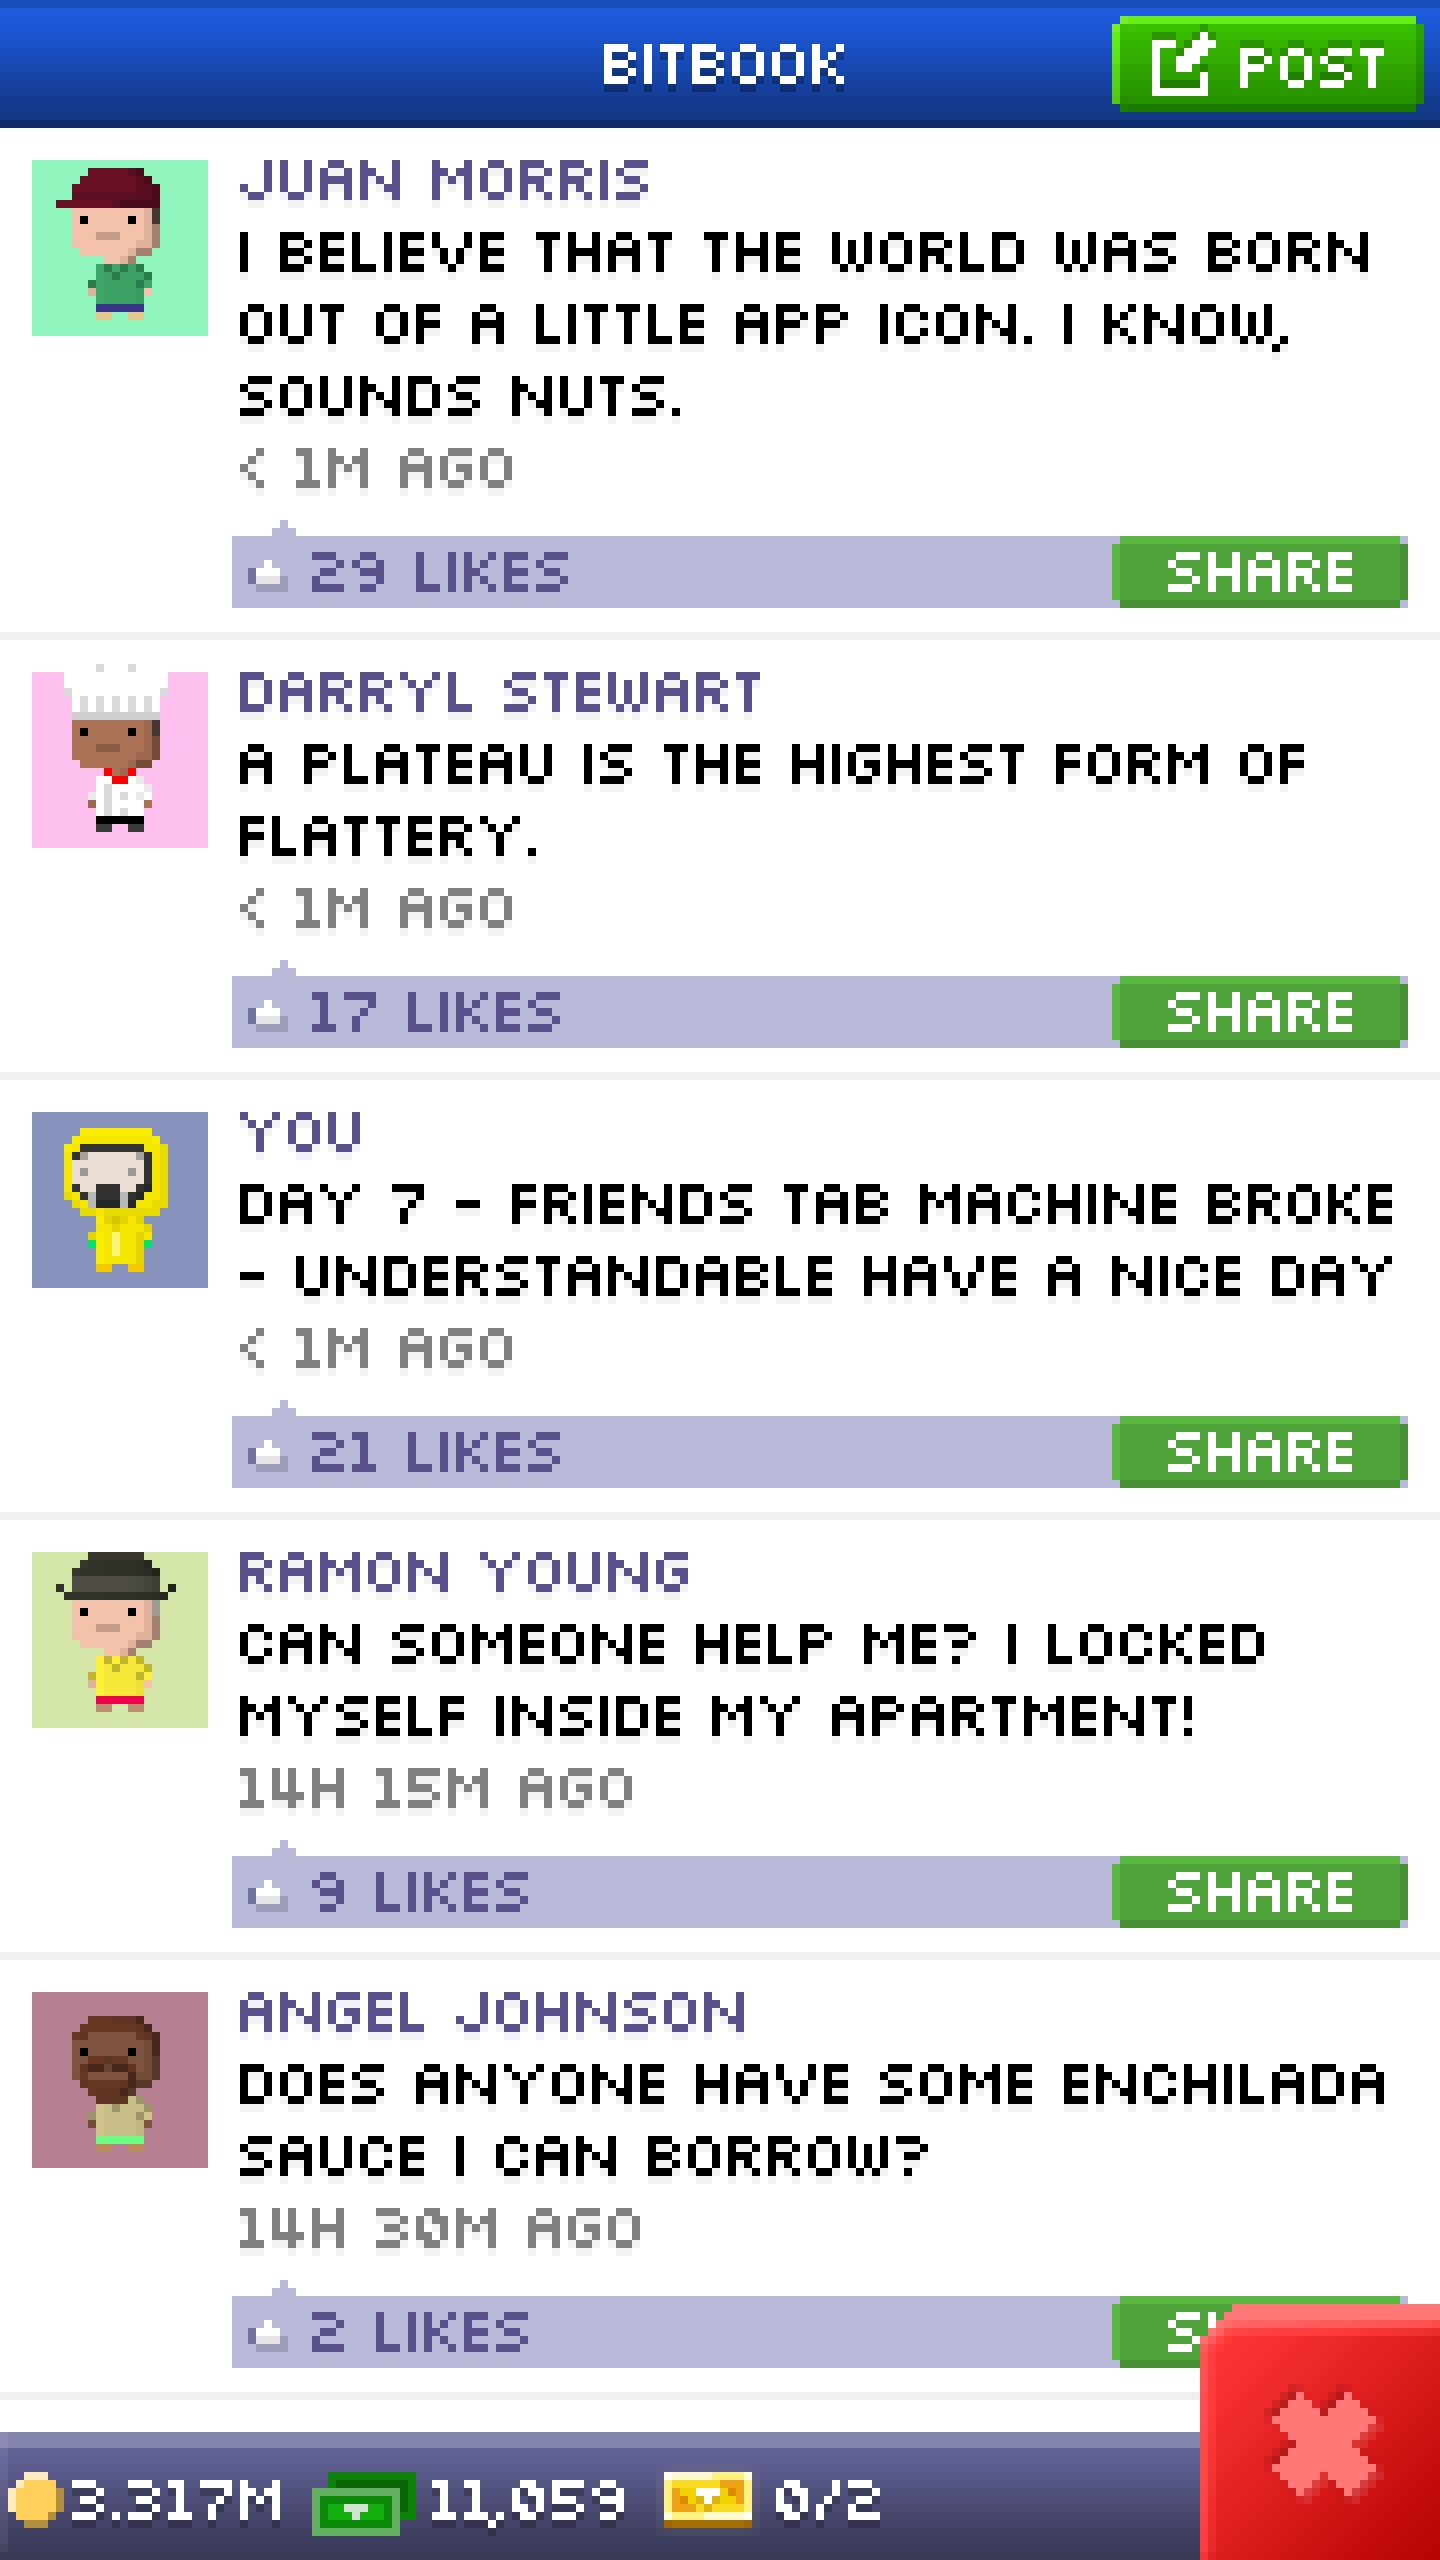 BITBOOK
POST
JUAN MORRIS
I BELIEVE THAT THE WORLD WAS BORN
OUT OF A LITTLE APP ICON. I KNOW,
SOUNDS NUTS.
< 1M AGO
29 LIKES
SHARE
DARRYL STEWART
A PLATEAU IS THE HIGHEST FORM OF
FLATTERY.
< 1M AGO
17 LIKES
SHARE
YOU
DAY 7 - FRIENDS TAB MACHINE BROKE
- UNDERSTANDABLE HAVE A NICE DAY
< 1M AGO
21 LIKES
SHARE
RAMON YOUNG
CAN SOMEONE HELP ME? I LOCKED
MYSELF INSIDE MY APARTMENT!
14H 15M AGO
9 LIKES
SHARE
ANGEL JOHNSON
DOES ANYONE HAVE SOME ENCHILADA
SAUCE I CAN BORROW?
14H 30M AGO
2 LIKES
3.317M 11,059 0/2